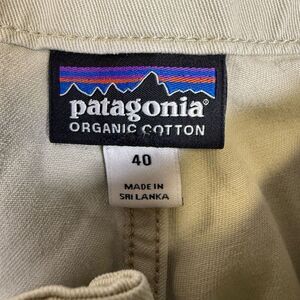 patagonia®
ORGANIC COTTON
40
MADE IN
SRI LANKA